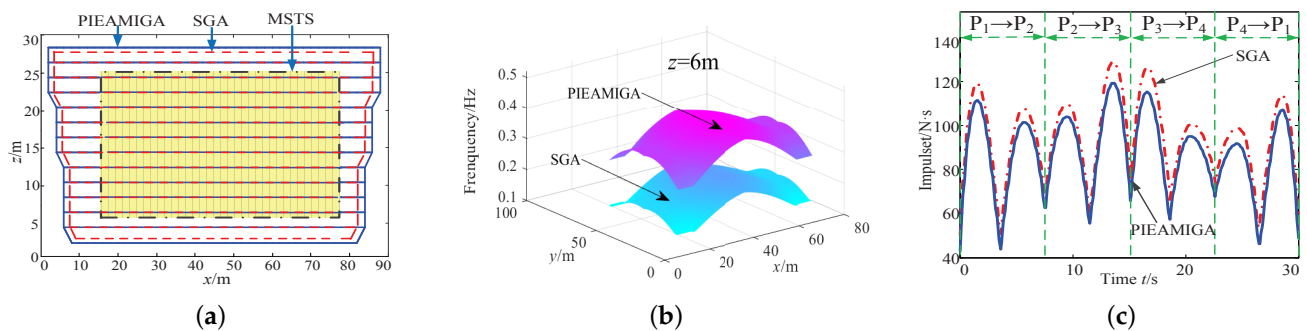 PIEAMIGA SGA MSTS
30
25
20
15
10
5
0
z/m
0 10 20 30 40 50 60 70 80 90
x/m
(a)
z=6m
PIEAMIGA
SGA
0.5
0.4
0.3
0.2
0.1
Frenquency/Hz
100
50
0
y/m
0 20 40 60 80
x/m
(b)
P1→P2 P2→P3 P3→P4 P4→P1
SGA
PIEAMIGA
140
120
100
80
60
40
Impulset/N·s
0 10 20 30
Time t/s
(c)